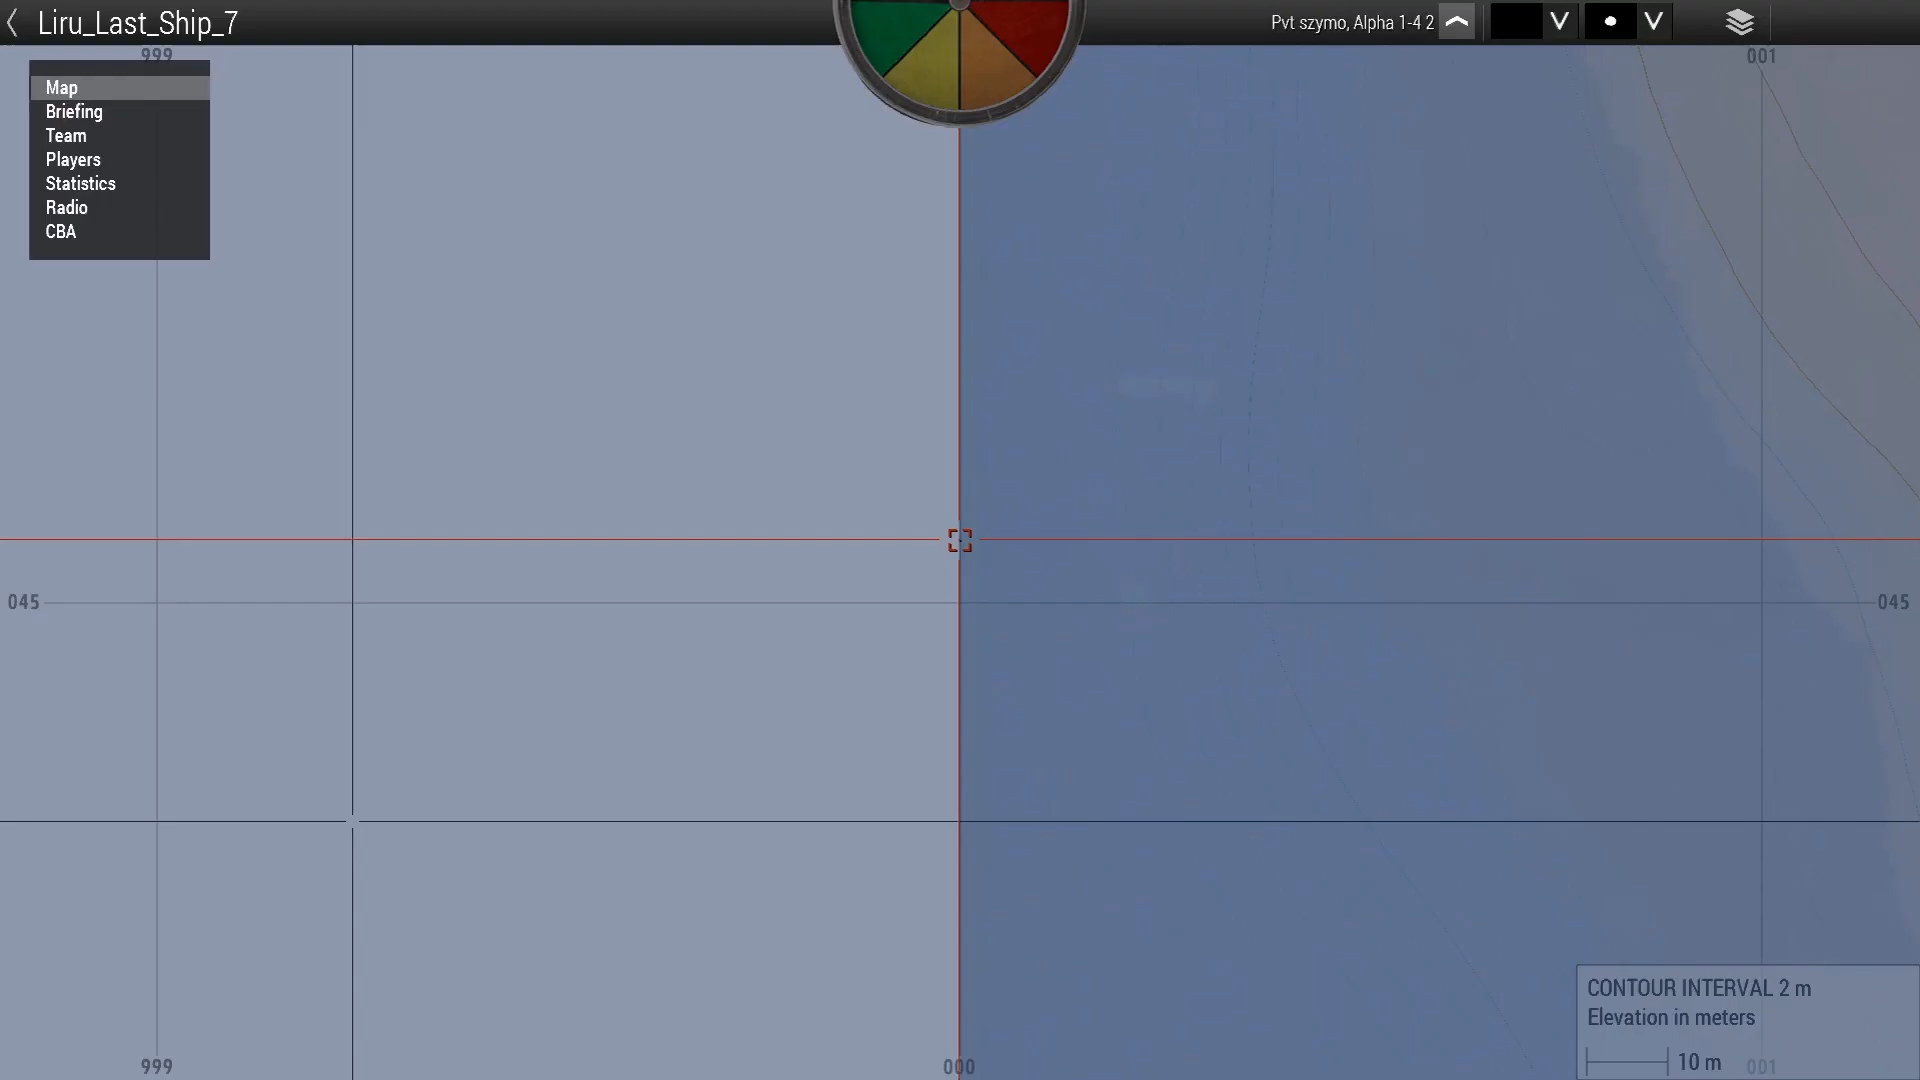 Liru_Last_Ship_7
Pvt szymo, Alpha 1-4 2
999
001
Map
Briefing
Team
Players
Statistics
Radio
CBA
045
045
CONTOUR INTERVAL 2 m
Elevation in meters
10 m
999
000
001